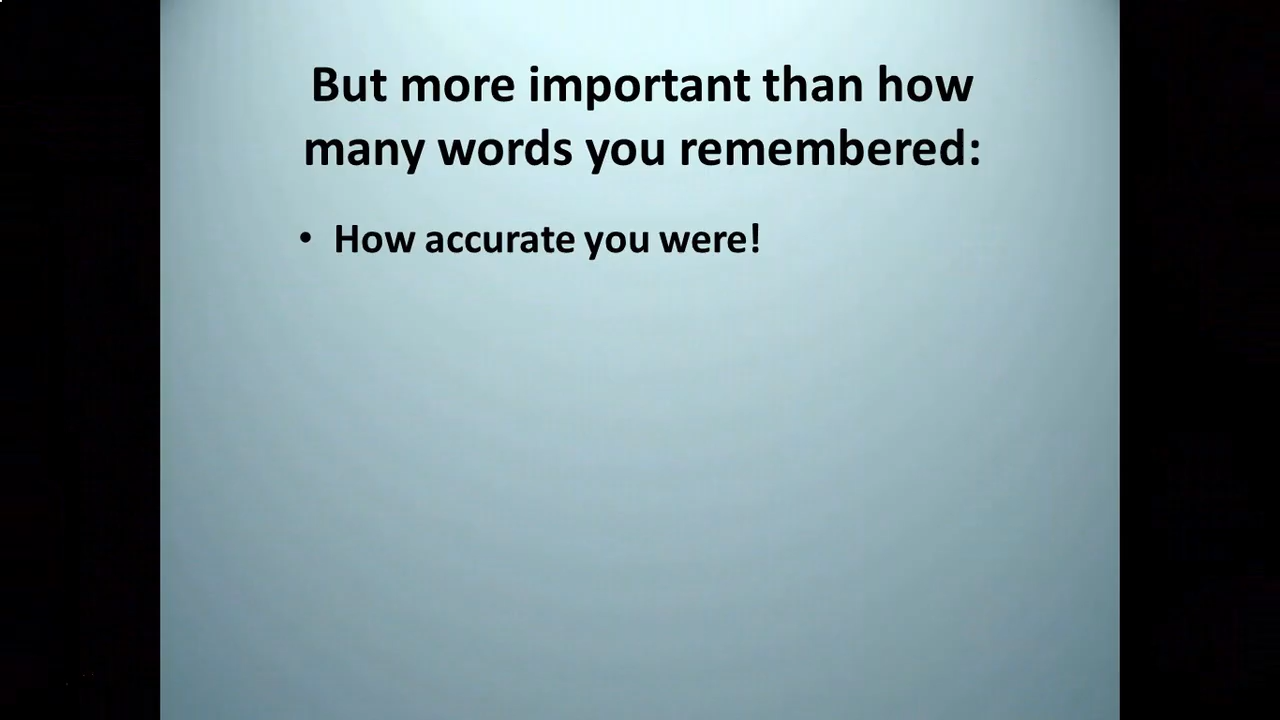 But more important than how
many words you remembered:
• How accurate you were!